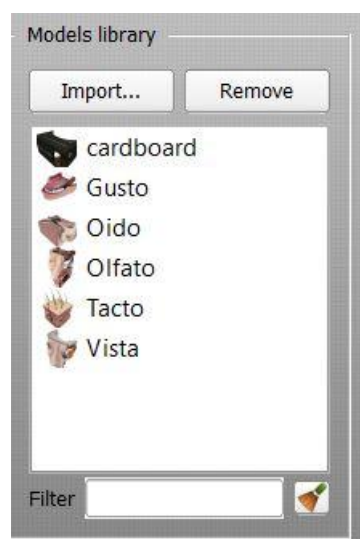 Models library
Import... Remove
cardboard
Gusto
Oido
Olfato
Tacto
Vista
Filter